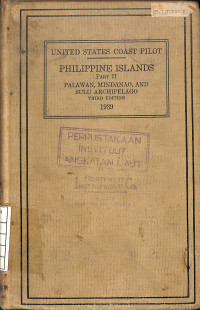 UNITED STATES COAST PILOT
PHILIPPINE ISLANDS
PART II
PALAWAN, MINDANAO, AND
SULU ARCHIPELAGO
THIRD EDITION
1939
PERPUSTAKAAN
INSTITUUT
ANGKATAN LAUT